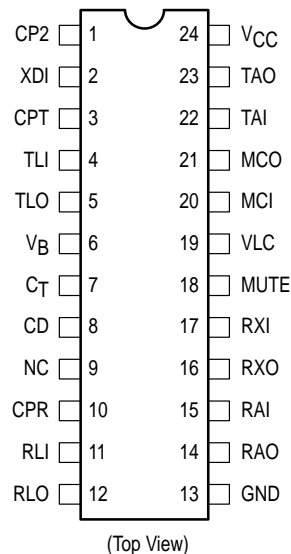 CP2 1 24 VCC
XDI 2 23 TAO
CPT 3 22 TAI
TLI 4 21 MCO
TLO 5 20 MCI
VB 6 19 VLC
CT 7 18 MUTE
CD 8 17 RXI
NC 9 16 RXO
CPR 10 15 RAI
RLI 11 14 RAO
RLO 12 13 GND
(Top View)